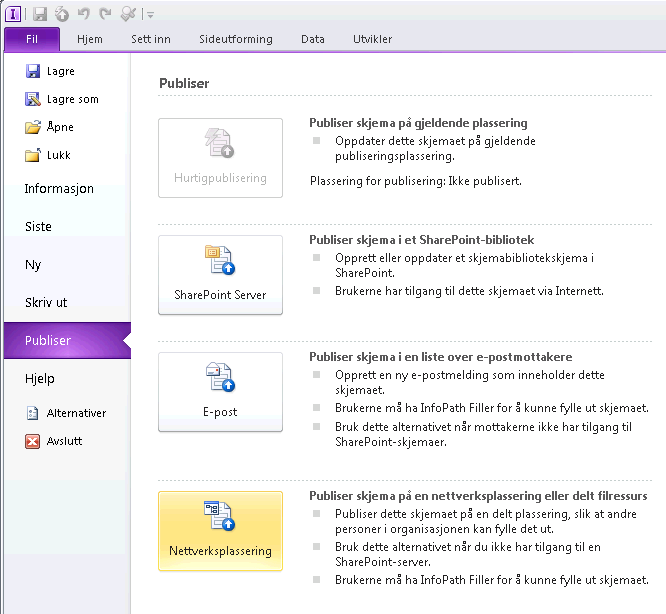 Fil
Hjem
Sett inn
Sideutforming
Data
Utvikler
Lagre
Lagre som
Åpne
Lukk
Informasjon
Siste
Ny
Skriv ut
Publiser
Hjelp
Alternativer
Avslutt
Publiser
Hurtigpublisering
Publiser skjema på gjeldende plassering
Oppdater dette skjemaet på gjeldende
publiseringsplassering.
Plassering for publisering: Ikke publisert.
SharePoint Server
Publiser skjema i et SharePoint-bibliotek
Opprett eller oppdater et skjemabibliotekskjema i
SharePoint.
Brukerne har tilgang til dette skjemaet via Internett.
E-post
Publiser skjema i en liste over e-postmottakere
Opprett en ny e-postmelding som inneholder dette
skjemaet.
Brukerne må ha InfoPath Filler for å kunne fylle ut skjemaet.
Bruk dette alternativet når mottakerne ikke har tilgang til
SharePoint-skjemaer.
Nettverksplassering
Publiser skjema på en nettverksplassering eller delt filressurs
Publiser dette skjemaet på en delt plassering, slik at andre
personer i organisasjonen kan fylle det ut.
Bruk dette alternativet når du ikke har tilgang til en
SharePoint-server.
Brukerne må ha InfoPath Filler for å kunne fylle ut skjemaet.